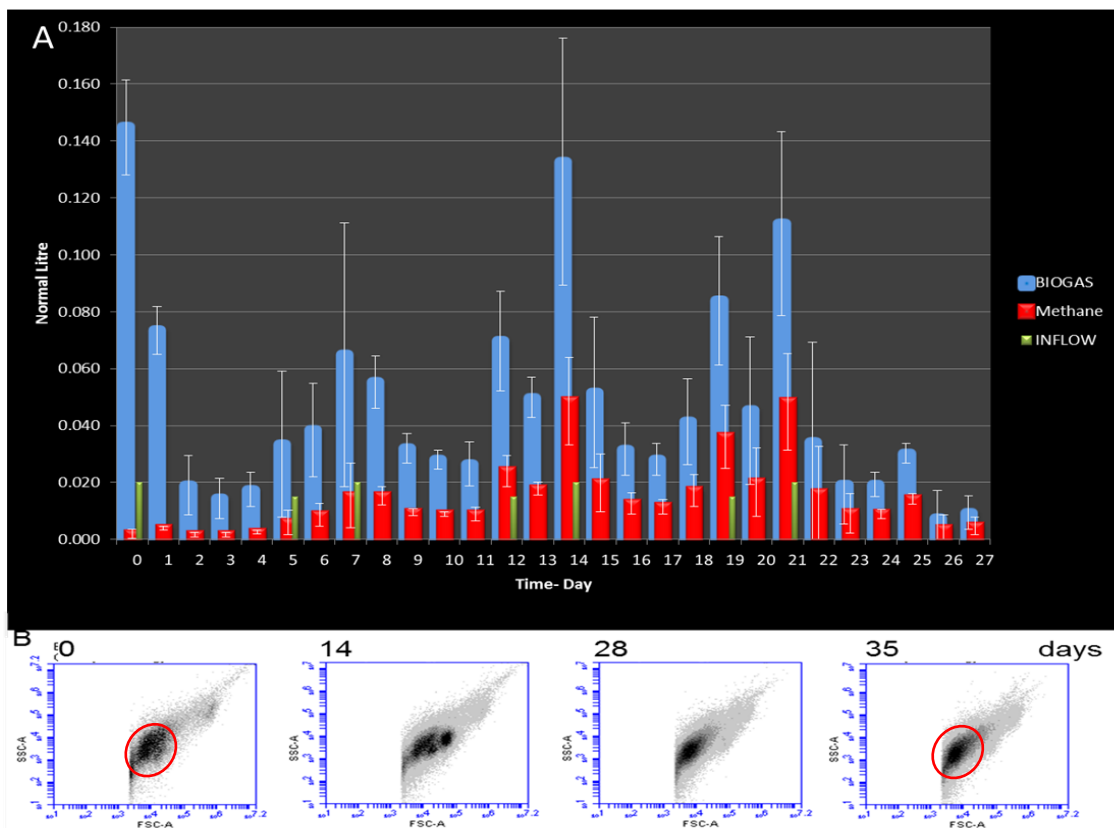 A
0.180
0.160
0.140
0.120
0.100
0.080
0.060
0.040
0.020
0.000
Normal Litre
0 1 2 3 4 5 6 7 8 9 10 11 12 13 14 15 16 17 18 19 20 21 22 23 24 25 26 27
Time- Day
BIOGAS
Methane
INFLOW
B 0 14 28 35 days
SSC-A
FSC-A
SSC-A
FSC-A
SSC-A
FSC-A
SSC-A
FSC-A